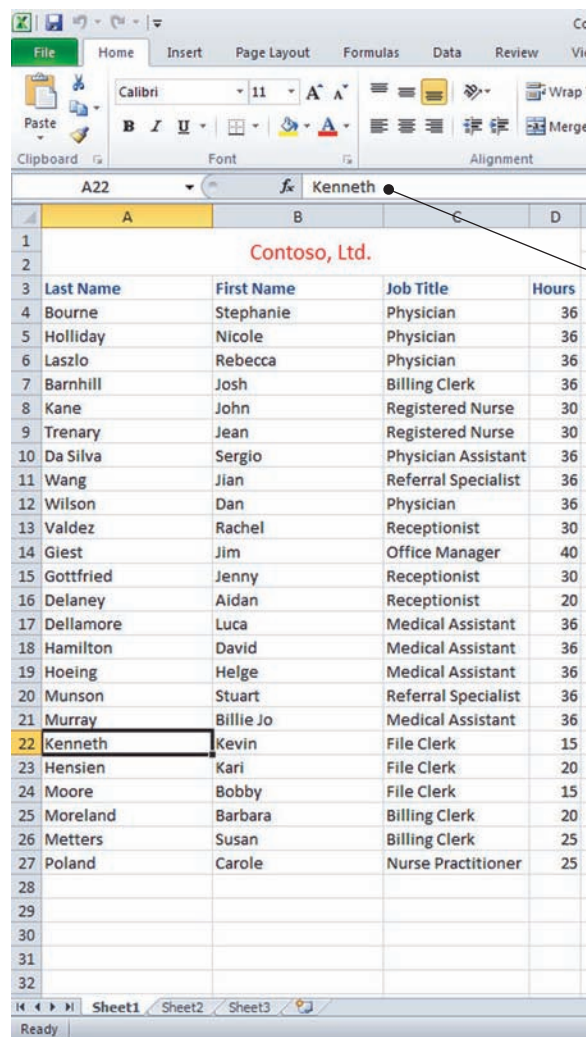 Co
File Home Insert Page Layout Formulas Data Review Vi
Paste
Calibri 11 A A Wrap
B I U A Merge
Clipboard Font Alignment
A22 fx Kenneth
A B C D
1
2 Contoso, Ltd.
3 Last Name First Name Job Title Hours
4 Bourne Stephanie Physician 36
5 Holliday Nicole Physician 36
6 Laszlo Rebecca Physician 36
7 Barnhill Josh Billing Clerk 36
8 Kane John Registered Nurse 30
9 Trenary Jean Registered Nurse 30
10 Da Silva Sergio Physician Assistant 36
11 Wang Jian Referral Specialist 36
12 Wilson Dan Physician 36
13 Valdez Rachel Receptionist 30
14 Giest Jim Office Manager 40
15 Gottfried Jenny Receptionist 30
16 Delaney Aidan Receptionist 20
17 Dellamore Luca Medical Assistant 36
18 Hamilton David Medical Assistant 36
19 Hoeing Helge Medical Assistant 36
20 Munson Stuart Referral Specialist 36
21 Murray Billie Jo Medical Assistant 36
22 Kenneth Kevin File Clerk 15
23 Hensien Kari File Clerk 20
24 Moore Bobby File Clerk 15
25 Moreland Barbara Billing Clerk 20
26 Metters Susan Billing Clerk 25
27 Poland Carole Nurse Practitioner 25
28
29
30
31
32
Sheet1 Sheet2 Sheet3
Ready